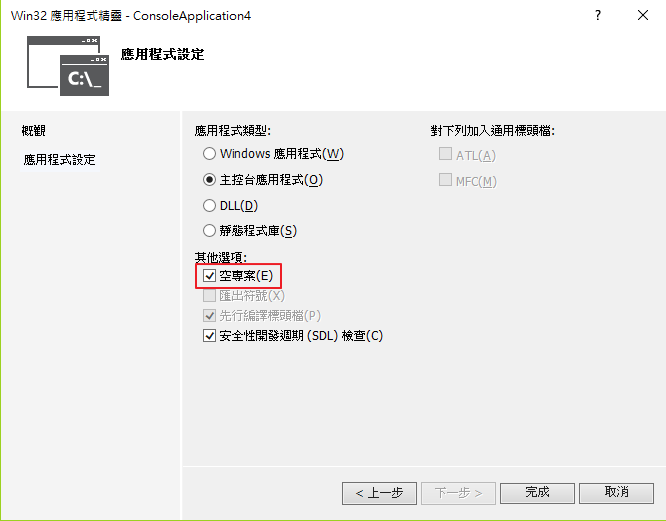 Win32 應用程式精靈 - ConsoleApplication4
? ×
C:\_
應用程式設定
概觀
應用程式設定
應用程式類型:
Windows 應用程式(W)
主控台應用程式(O)
DLL(D)
靜態程式庫(S)
其他選項:
空專案(E)
匯出符號(X)
先行編譯標頭檔(P)
安全性開發週期 (SDL) 檢查(C)
對下列加入通用標頭檔:
ATL(A)
MFC(M)
< 上一步
下一步 >
完成
取消